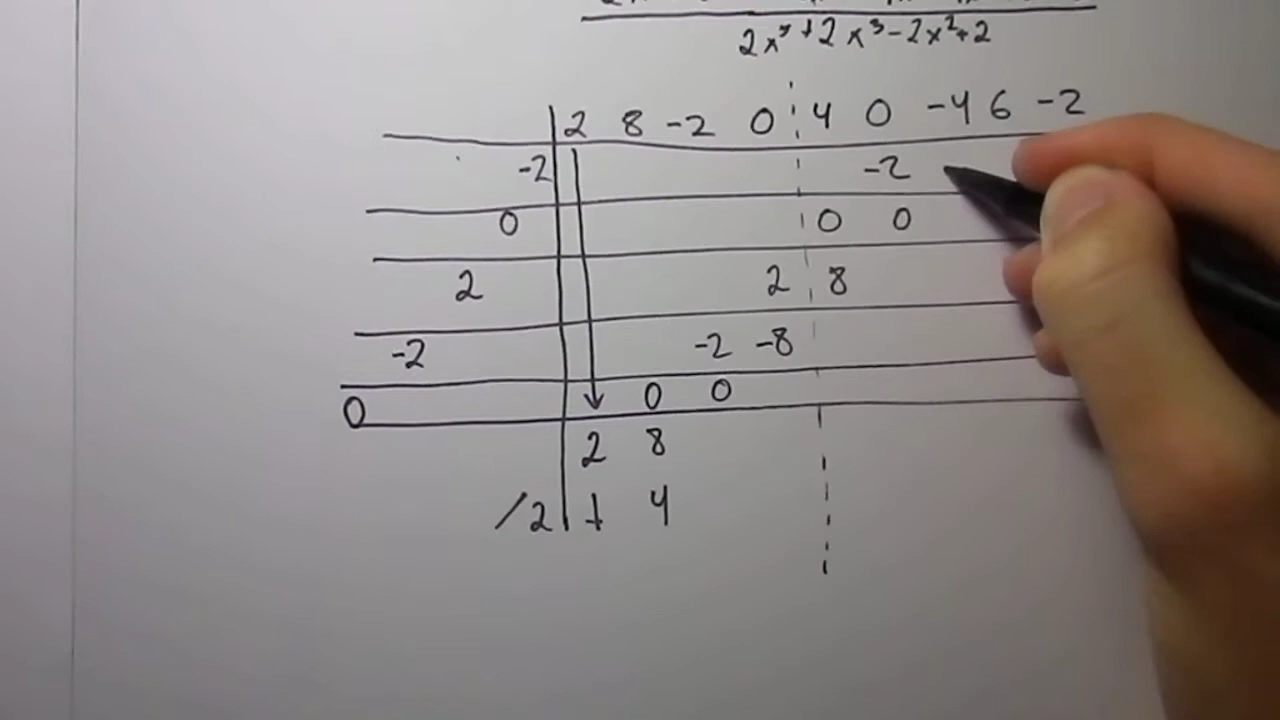 2x⁵+2x³-2x²+2
2 8 -2 0 4 0 -4 6 -2
-2 -2
0 0 0
2 2 8
-2 -2 -8
0 0 0
2 8
/2 1 4